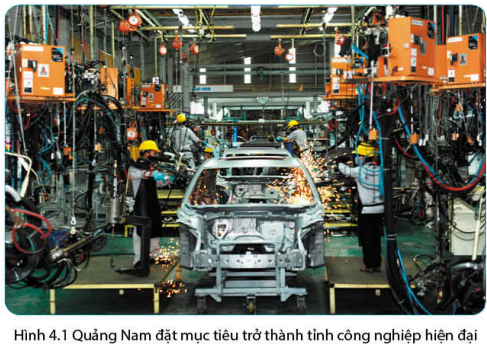 Hình 4.1 Quảng Nam đặt mục tiêu trở thành tỉnh công nghiệp hiện đại